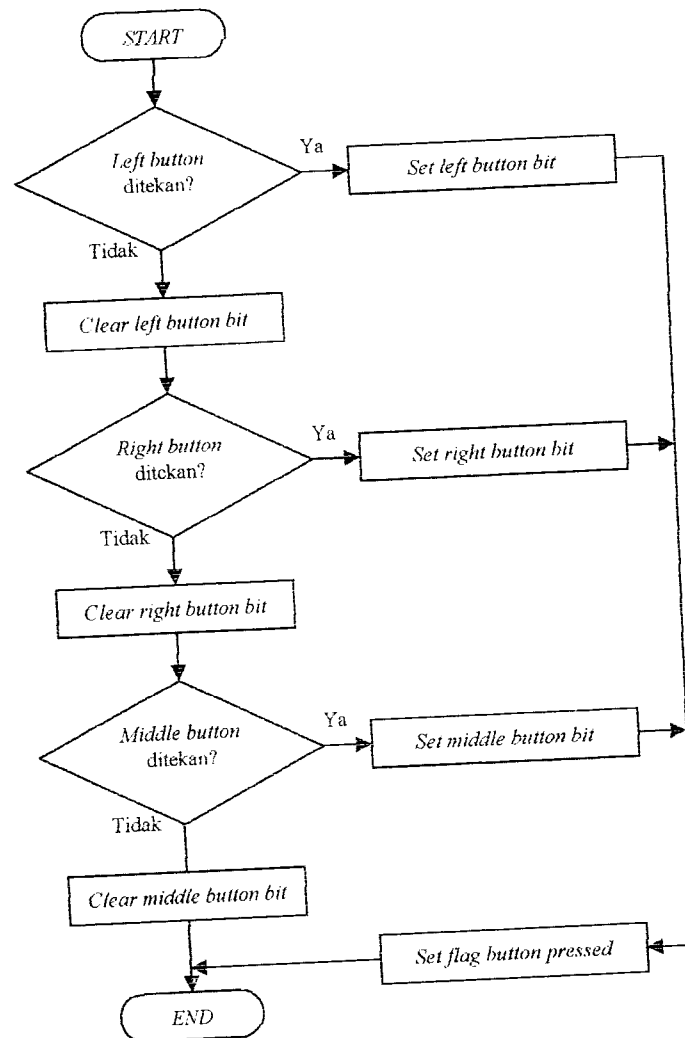 START
Left button
ditekan?
Ya
Set left button bit
Tidak
Clear left button bit
Right button
ditekan?
Ya
Set right button bit
Tidak
Clear right button bit
Middle button
ditekan?
Ya
Set middle button bit
Tidak
Clear middle button bit
Set flag button pressed
END